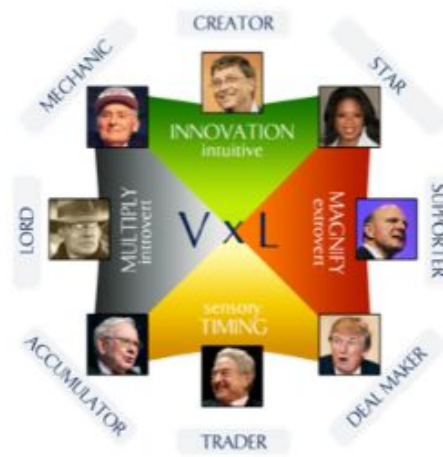 CREATOR
MECHANIC
STAR
INNOVATION
intuitive
LORD
MULTIPLY
introvert
V x L
MAGNIFY
extrovert
SUPPORTER
sensory
TIMING
ACCUMULATOR
DEAL MAKER
TRADER